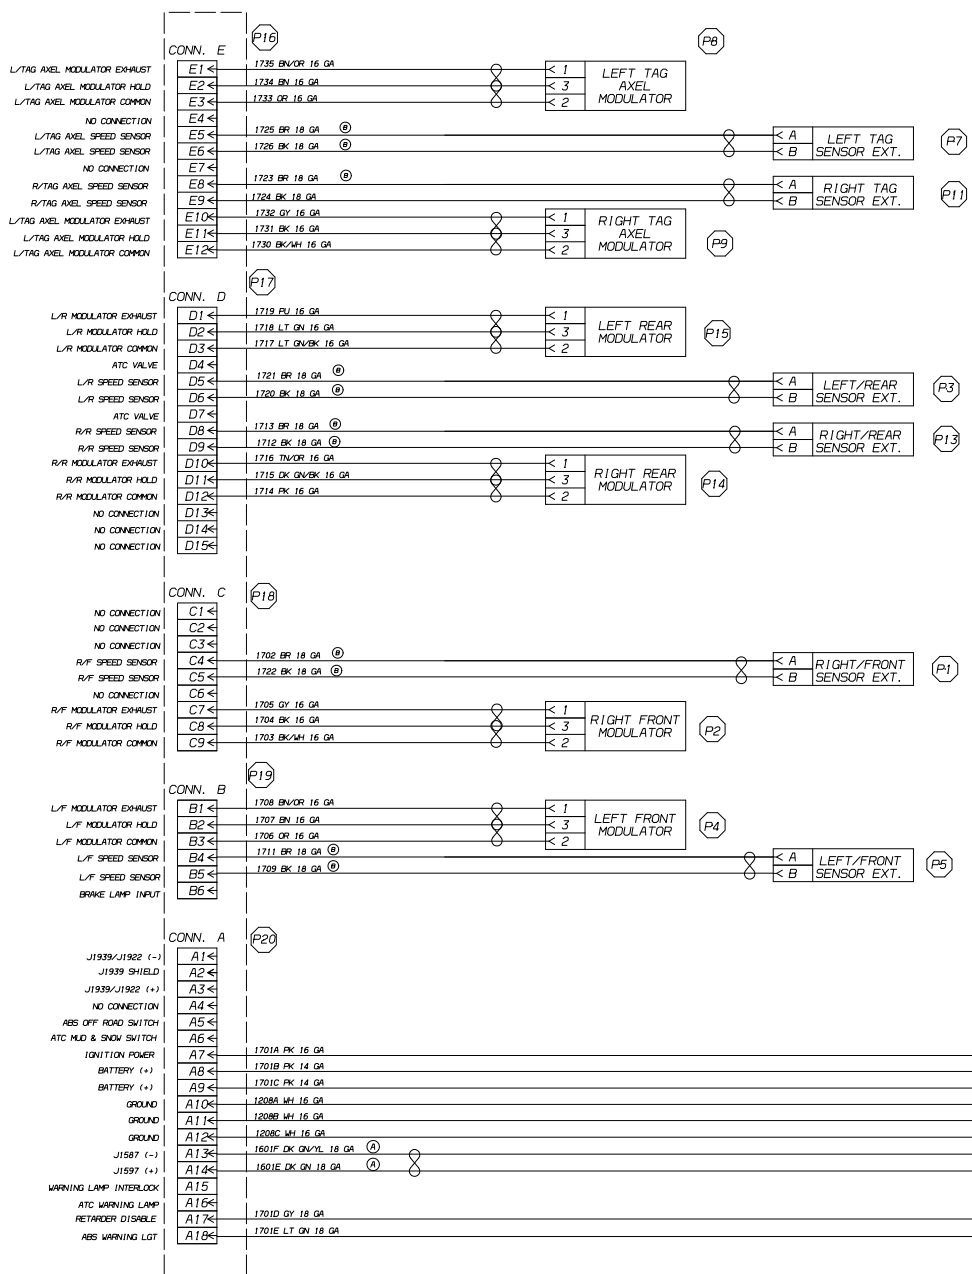 P16
P8
CONN. E
L/TAG AXEL MODULATOR EXHAUST E1 1735 BN/OR 16 GA 1
L/TAG AXEL MODULATOR HOLD E2 1734 BN 16 GA 3
L/TAG AXEL MODULATOR COMMON E3 1733 OR 16 GA 2
LEFT TAG
AXEL
MODULATOR
NO CONNECTION E4
L/TAG AXEL SPEED SENSOR E5 1725 BR 18 GA B A
L/TAG AXEL SPEED SENSOR E6 1726 BK 18 GA B B
LEFT TAG
SENSOR EXT.
P7
NO CONNECTION E7
R/TAG AXEL SPEED SENSOR E8 1723 BR 18 GA B A
R/TAG AXEL SPEED SENSOR E9 1724 BK 18 GA B
RIGHT TAG
SENSOR EXT.
P11
L/TAG AXEL MODULATOR EXHAUST E10 1732 GY 16 GA 1
L/TAG AXEL MODULATOR HOLD E11 1731 BK 16 GA 3
L/TAG AXEL MODULATOR COMMON E12 1730 BK/WH 16 GA 2
RIGHT TAG
AXEL
MODULATOR
P9
P17
CONN. D
L/R MODULATOR EXHAUST D1 1719 PU 16 GA 1
L/R MODULATOR HOLD D2 1718 LT GN 16 GA 3
L/R MODULATOR COMMON D3 1717 LT GN/BK 16 GA 2
LEFT REAR
MODULATOR
P15
ATC VALVE D4
L/R SPEED SENSOR D5 1721 BR 18 GA B A
L/R SPEED SENSOR D6 1720 BK 18 GA B B
LEFT/REAR
SENSOR EXT.
P3
ATC VALVE D7
R/R SPEED SENSOR D8 1713 BR 18 GA B A
R/R SPEED SENSOR D9 1712 BK 18 GA B B
RIGHT/REAR
SENSOR EXT.
P13
R/R MODULATOR EXHAUST D10 1716 TN/OR 16 GA 1
R/R MODULATOR HOLD D11 1715 DK GN/BK 16 GA 3
R/R MODULATOR COMMON D12 1714 PK 16 GA 2
RIGHT REAR
MODULATOR
P14
NO CONNECTION D13
NO CONNECTION D14
NO CONNECTION D15
CONN. C
P18
NO CONNECTION C1
NO CONNECTION C2
NO CONNECTION C3
R/F SPEED SENSOR C4 1702 BR 18 GA B A
R/F SPEED SENSOR C5 1722 BK 18 GA B B
RIGHT/FRONT
SENSOR EXT.
P1
NO CONNECTION C6
R/F MODULATOR EXHAUST C7 1705 GY 16 GA 1
R/F MODULATOR HOLD C8 1704 BK 16 GA 3
R/F MODULATOR COMMON C9 1703 BK/WH 16 GA 2
RIGHT FRONT
MODULATOR
P2
P19
CONN. B
L/F MODULATOR EXHAUST B1 1708 BN/OR 16 GA 1
L/F MODULATOR HOLD B2 1707 BN 16 GA 3
L/F MODULATOR COMMON B3 1706 OR 16 GA 2
LEFT FRONT
MODULATOR
P4
L/F SPEED SENSOR B4 1711 BR 18 GA B A
L/F SPEED SENSOR B5 1709 BK 18 GA B B
LEFT/FRONT
SENSOR EXT.
P5
BRAKE LAMP INPUT B6
CONN. A
P20
J1939/J1922 (-) A1
J1939 SHIELD A2
J1939/J1922 (+) A3
NO CONNECTION A4
ABS OFF ROAD SWITCH A5
ATC MUD & SNOW SWITCH A6
IGNITION POWER A7 1701A PK 16 GA
BATTERY (+) A8 1701B PK 14 GA
BATTERY (+) A9 1701C PK 14 GA
GROUND A10 1208A WH 16 GA
GROUND A11 1208B WH 16 GA
GROUND A12 1208C WH 16 GA
J1587 (-) A13 1601F DK GN/YL 18 GA A
J1597 (+) A14 1601E DK GN 18 GA A
WARNING LAMP INTERLOCK A15
ATC WARNING LAMP A16
RETARDER DISABLE A17 1701D GY 18 GA
ABS WARNING LGT A18 1701E LT GN 18 GA